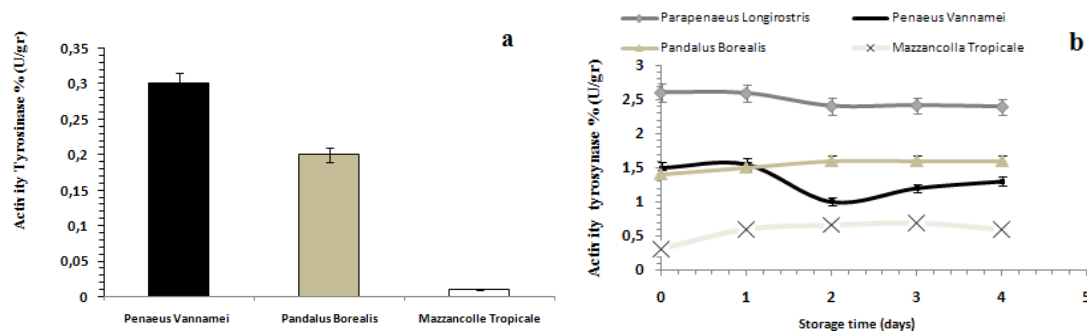 a
Activity Tyrosinase % (U/gr)
0,35
0,3
0,25
0,2
0,15
0,1
0,05
0
Penaeus Vannamei
Pandalus Borealis
Mazzancolle Tropicale
Parapenaeus Longirostris
Penaeus Vannamei
Pandalus Borealis
Mazzancolla Tropicale
b
Activity tyrosynase % (U/gr)
3
2,5
2
1,5
1
0,5
0
0 1 2 3 4 5
Storage time (days)